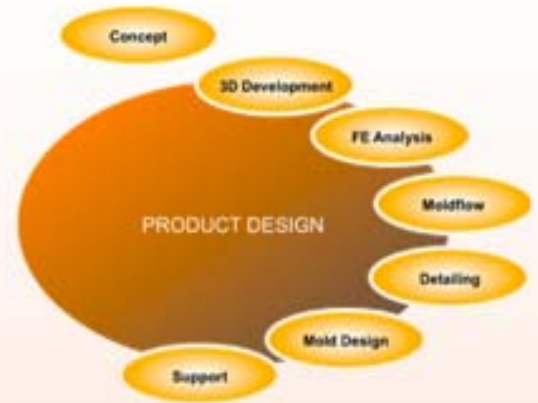 Concept
3D Development
FE Analysis
Moldflow
PRODUCT DESIGN
Detailing
Mold Design
Support